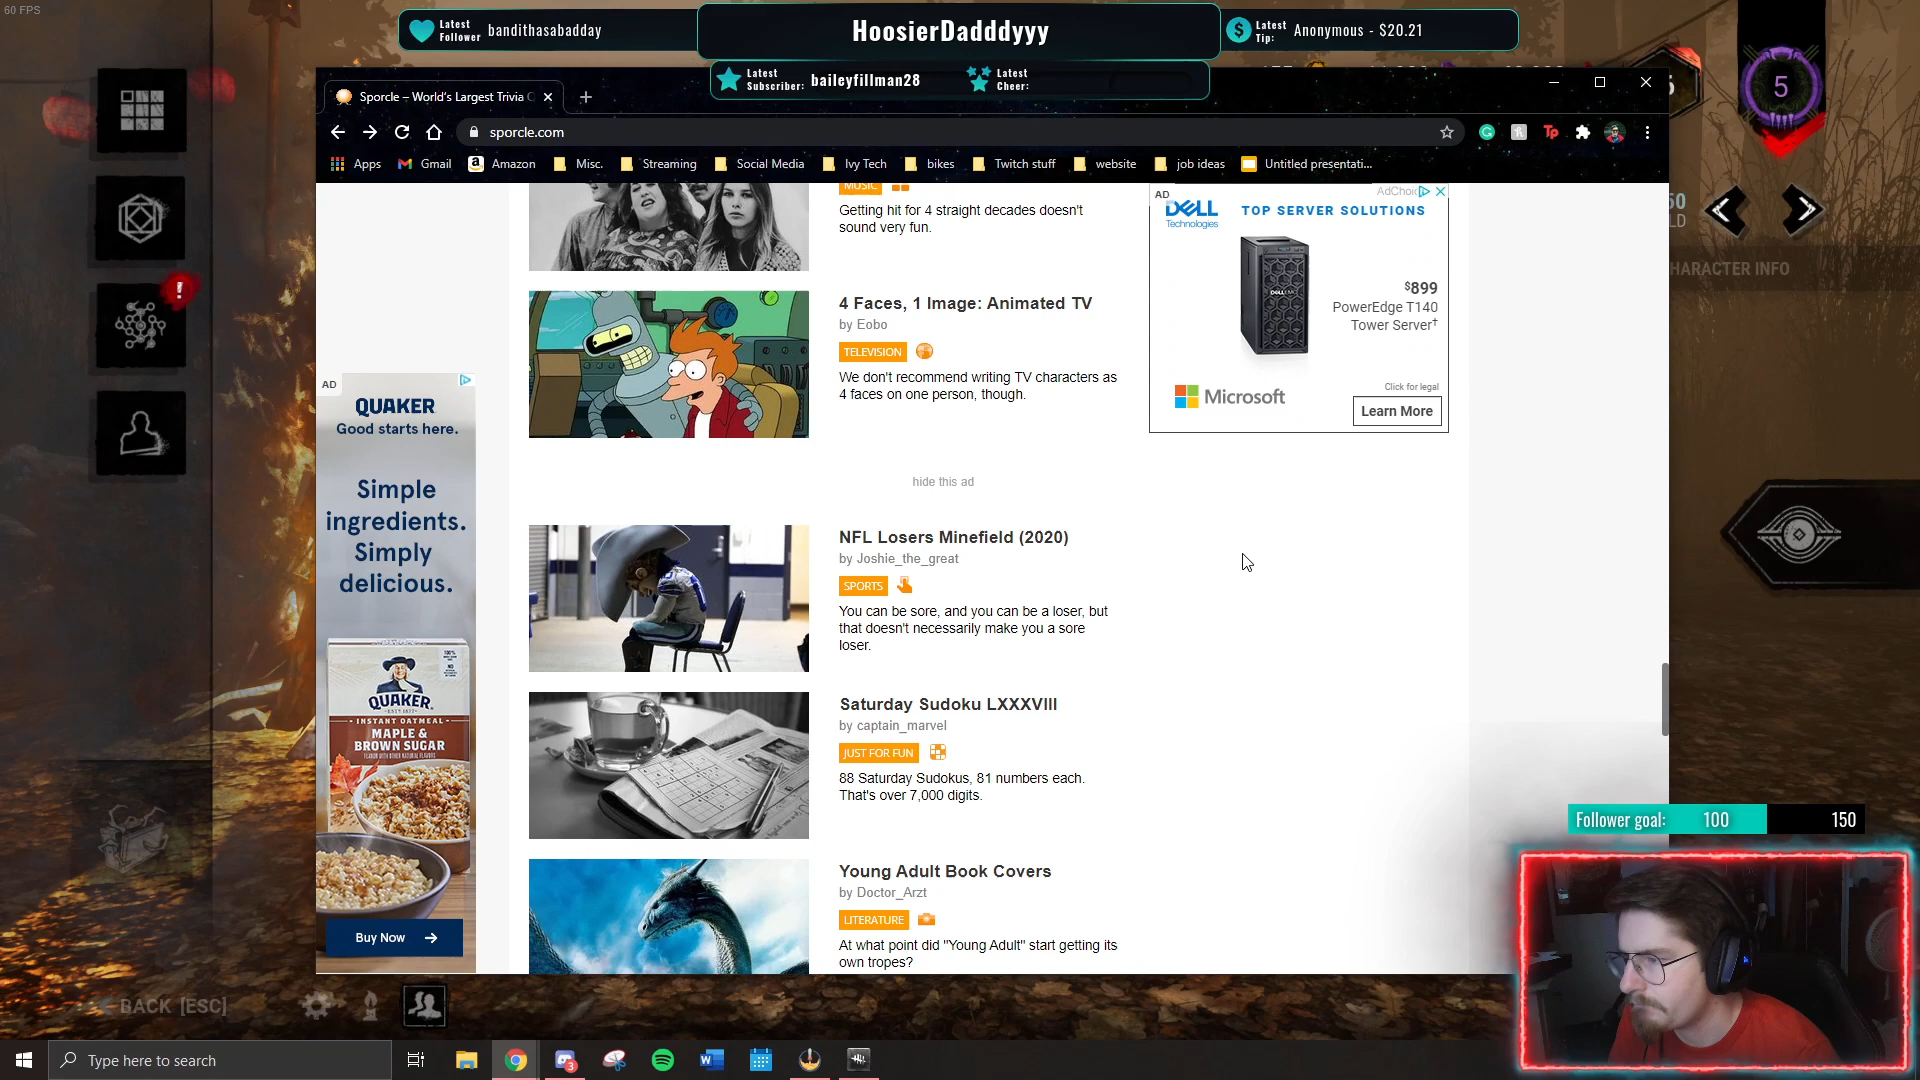 60 FPS
Latest
Follower
bandithasabadday
HoosierDadddyyy
Latest
Tip:
Anonymous - $20.21
Latest
Subscriber:
baileyfillman28
Latest
Cheer:
5
Sporcle – World's Largest Trivia
sporcle.com
Apps
Gmail
Amazon
Misc.
Streaming
Social Media
Ivy Tech
bikes
Twitch stuff
website
job ideas
Untitled presentati...
MUSIC
Getting hit for 4 straight decades doesn't
sound very fun.
4 Faces, 1 Image: Animated TV
by Eobo
TELEVISION
We don't recommend writing TV characters as
4 faces on one person, though.
hide this ad
NFL Losers Minefield (2020)
by Joshie_the_great
SPORTS
You can be sore, and you can be a loser, but
that doesn't necessarily make you a sore
loser.
Saturday Sudoku LXXXVIII
by captain_marvel
JUST FOR FUN
88 Saturday Sudokus, 81 numbers each.
That's over 7,000 digits.
Young Adult Book Covers
by Doctor_Arzt
LITERATURE
At what point did "Young Adult" start getting its
own tropes?
AD
QUAKER
Good starts here.
Simple
ingredients.
Simply
delicious.
QUAKER
INSTANT OATMEAL
MAPLE &
BROWN SUGAR
Buy Now
AD
DELL
Technologies
TOP SERVER SOLUTIONS
$899
PowerEdge T140
Tower Server†
Microsoft
Click for legal
Learn More
HARACTER INFO
Follower goal: 100 150
BACK [ESC]
Type here to search
3